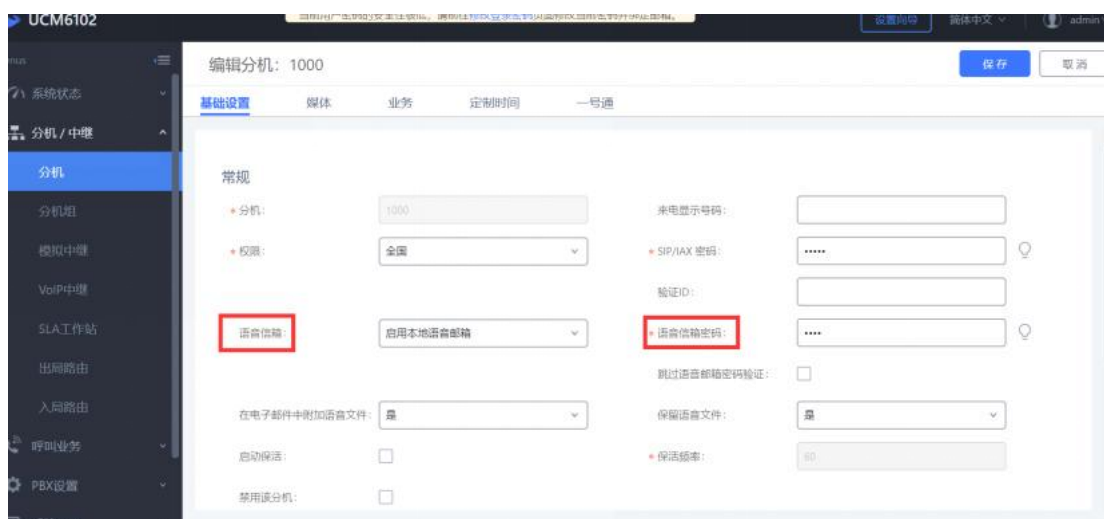 UCM6102
设置向导 简体中文 admin
编辑分机：1000
保存 取消
系统状态
基础设置 媒体 业务 定制时间 一号通
分机 / 中继
分机
常规
* 分机： 1000 来电显示号码：
分机组
模拟中继
* 权限： 全国 * SIP/IAX 密码： •••••
VoIP中继
验证ID：
SLA工作站
语音信箱： 启用本地语音邮箱 * 语音信箱密码： ••••
出局路由
跳过语音邮箱密码验证：
入局路由
在电子邮件中附加语音文件： 是 保留语音文件： 是
呼叫业务
启动保活： * 保活频率： 60
PBX设置
禁用该分机：